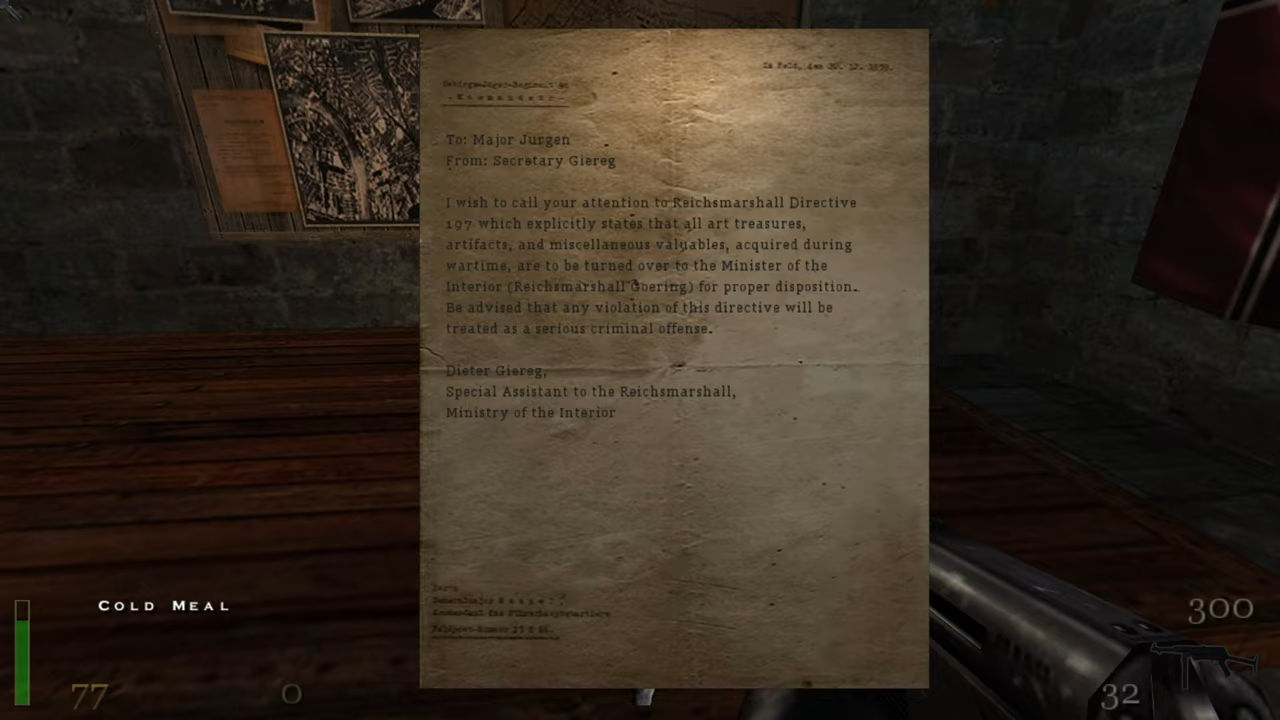 To: Major Jurgen
From: Secretary Giereg
I wish to call your attention to Reichsmarshall Directive
197 which explicitly states that all art treasures,
artifacts, and miscellaneous valuables, acquired during
wartime, are to be turned over to the Minister of the
Interior (Reichsmarshall Goering) for proper disposition.
Be advised that any violation of this directive will be
treated as a serious criminal offense.
Dieter Giereg,
Special Assistant to the Reichsmarshall,
Ministry of the Interior
COLD MEAL
77
0
300
32